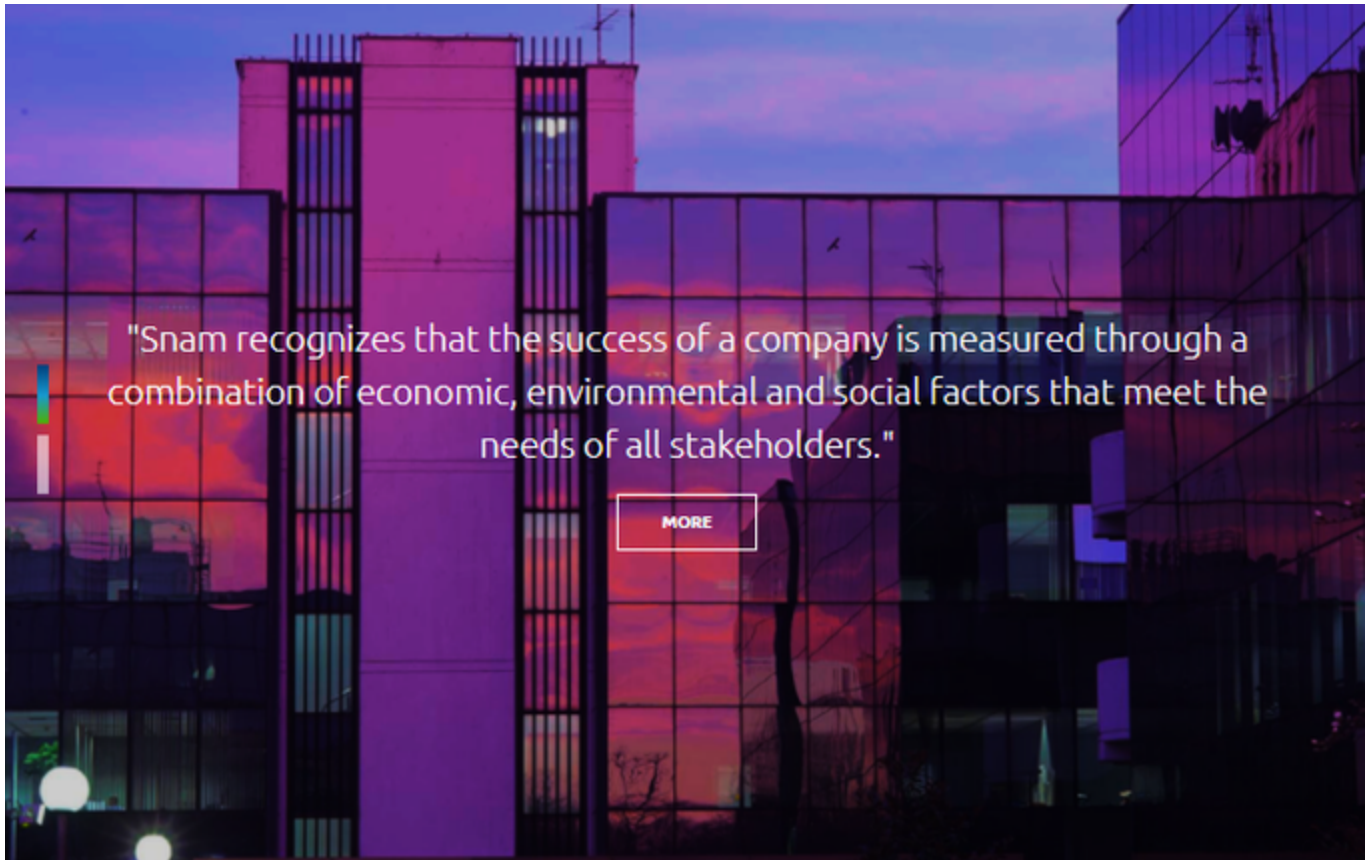 "Snam recognizes that the success of a company is measured through a
combination of economic, environmental and social factors that meet the
needs of all stakeholders."
MORE